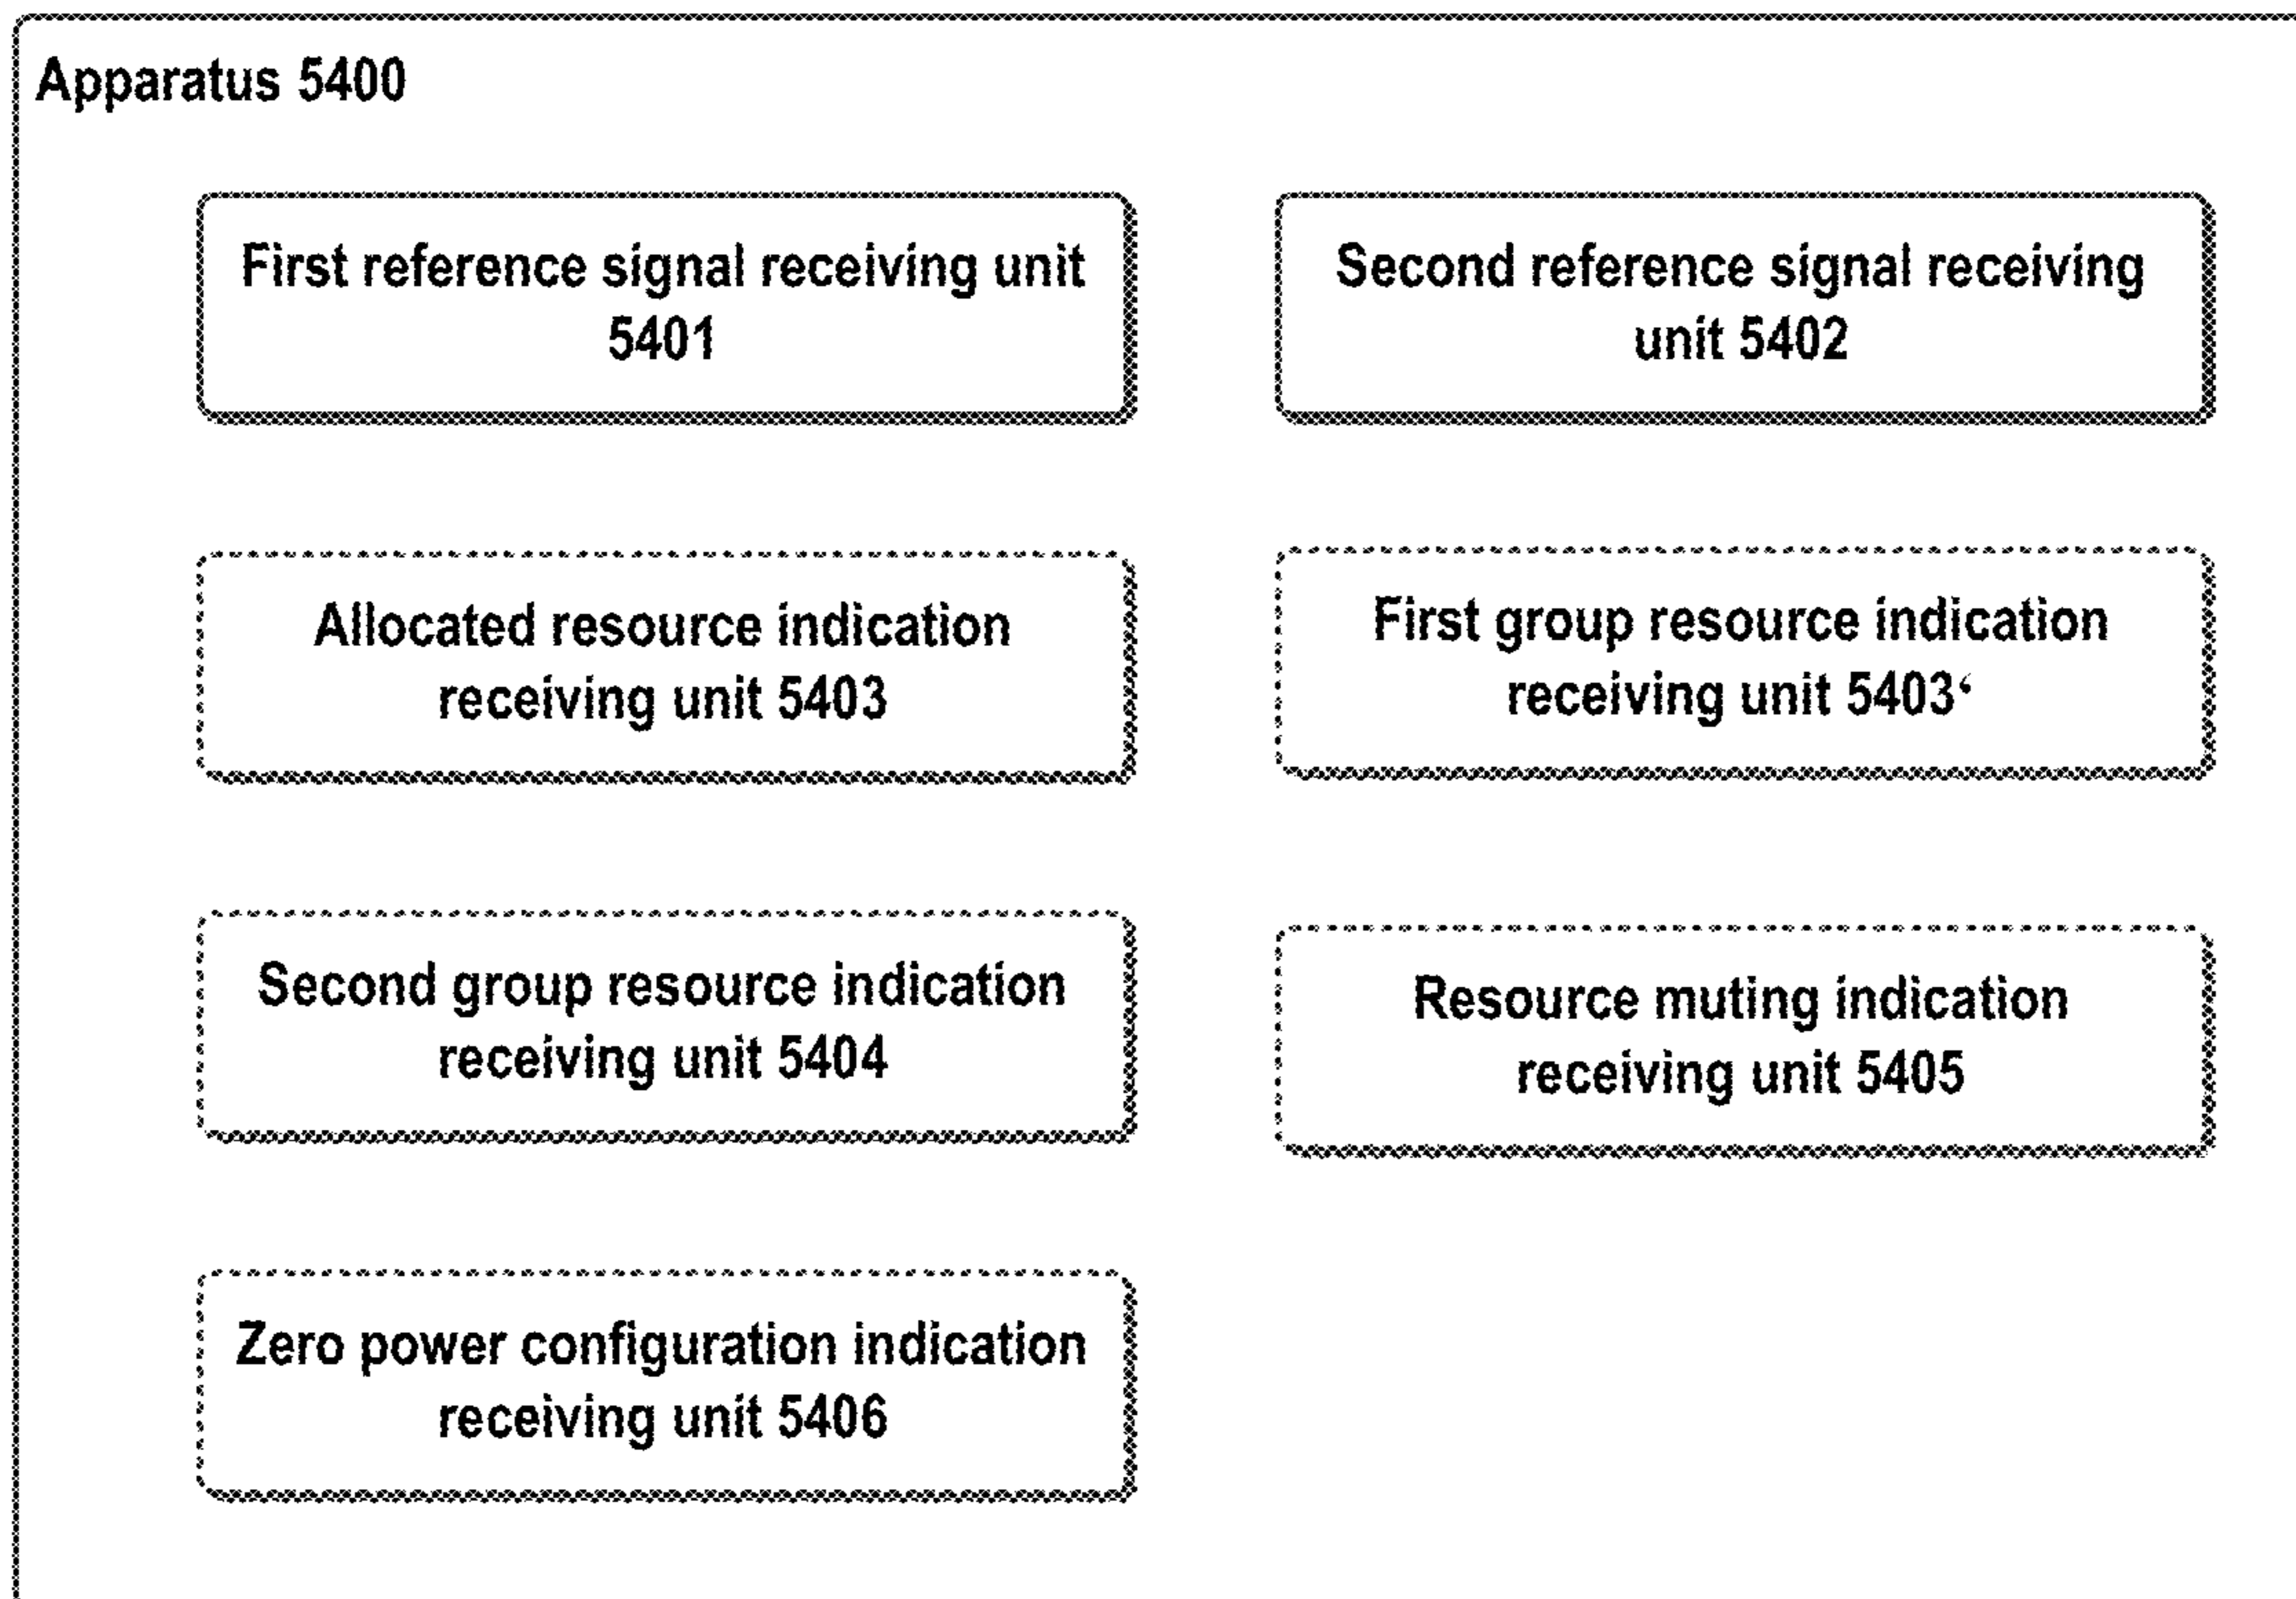 Apparatus 5400
First reference signal receiving unit
5401
Second reference signal receiving
unit 5402
Allocated resource indication
receiving unit 5403
First group resource indication
receiving unit 5403‘
Second group resource indication
receiving unit 5404
Resource muting indication
receiving unit 5405
Zero power configuration indication
receiving unit 5406